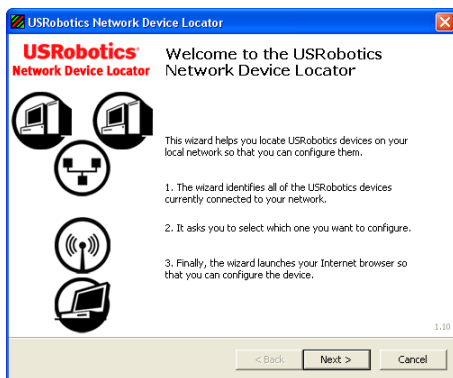 USRobotics Network Device Locator
USRobotics
Network Device Locator
Welcome to the USRobotics
Network Device Locator
This wizard helps you locate USRobotics devices on your
local network so that you can configure them.
1. The wizard identifies all of the USRobotics devices
currently connected to your network.
2. It asks you to select which one you want to configure.
3. Finally, the wizard launches your Internet browser so
that you can configure the device.
1.10
< Back Next > Cancel